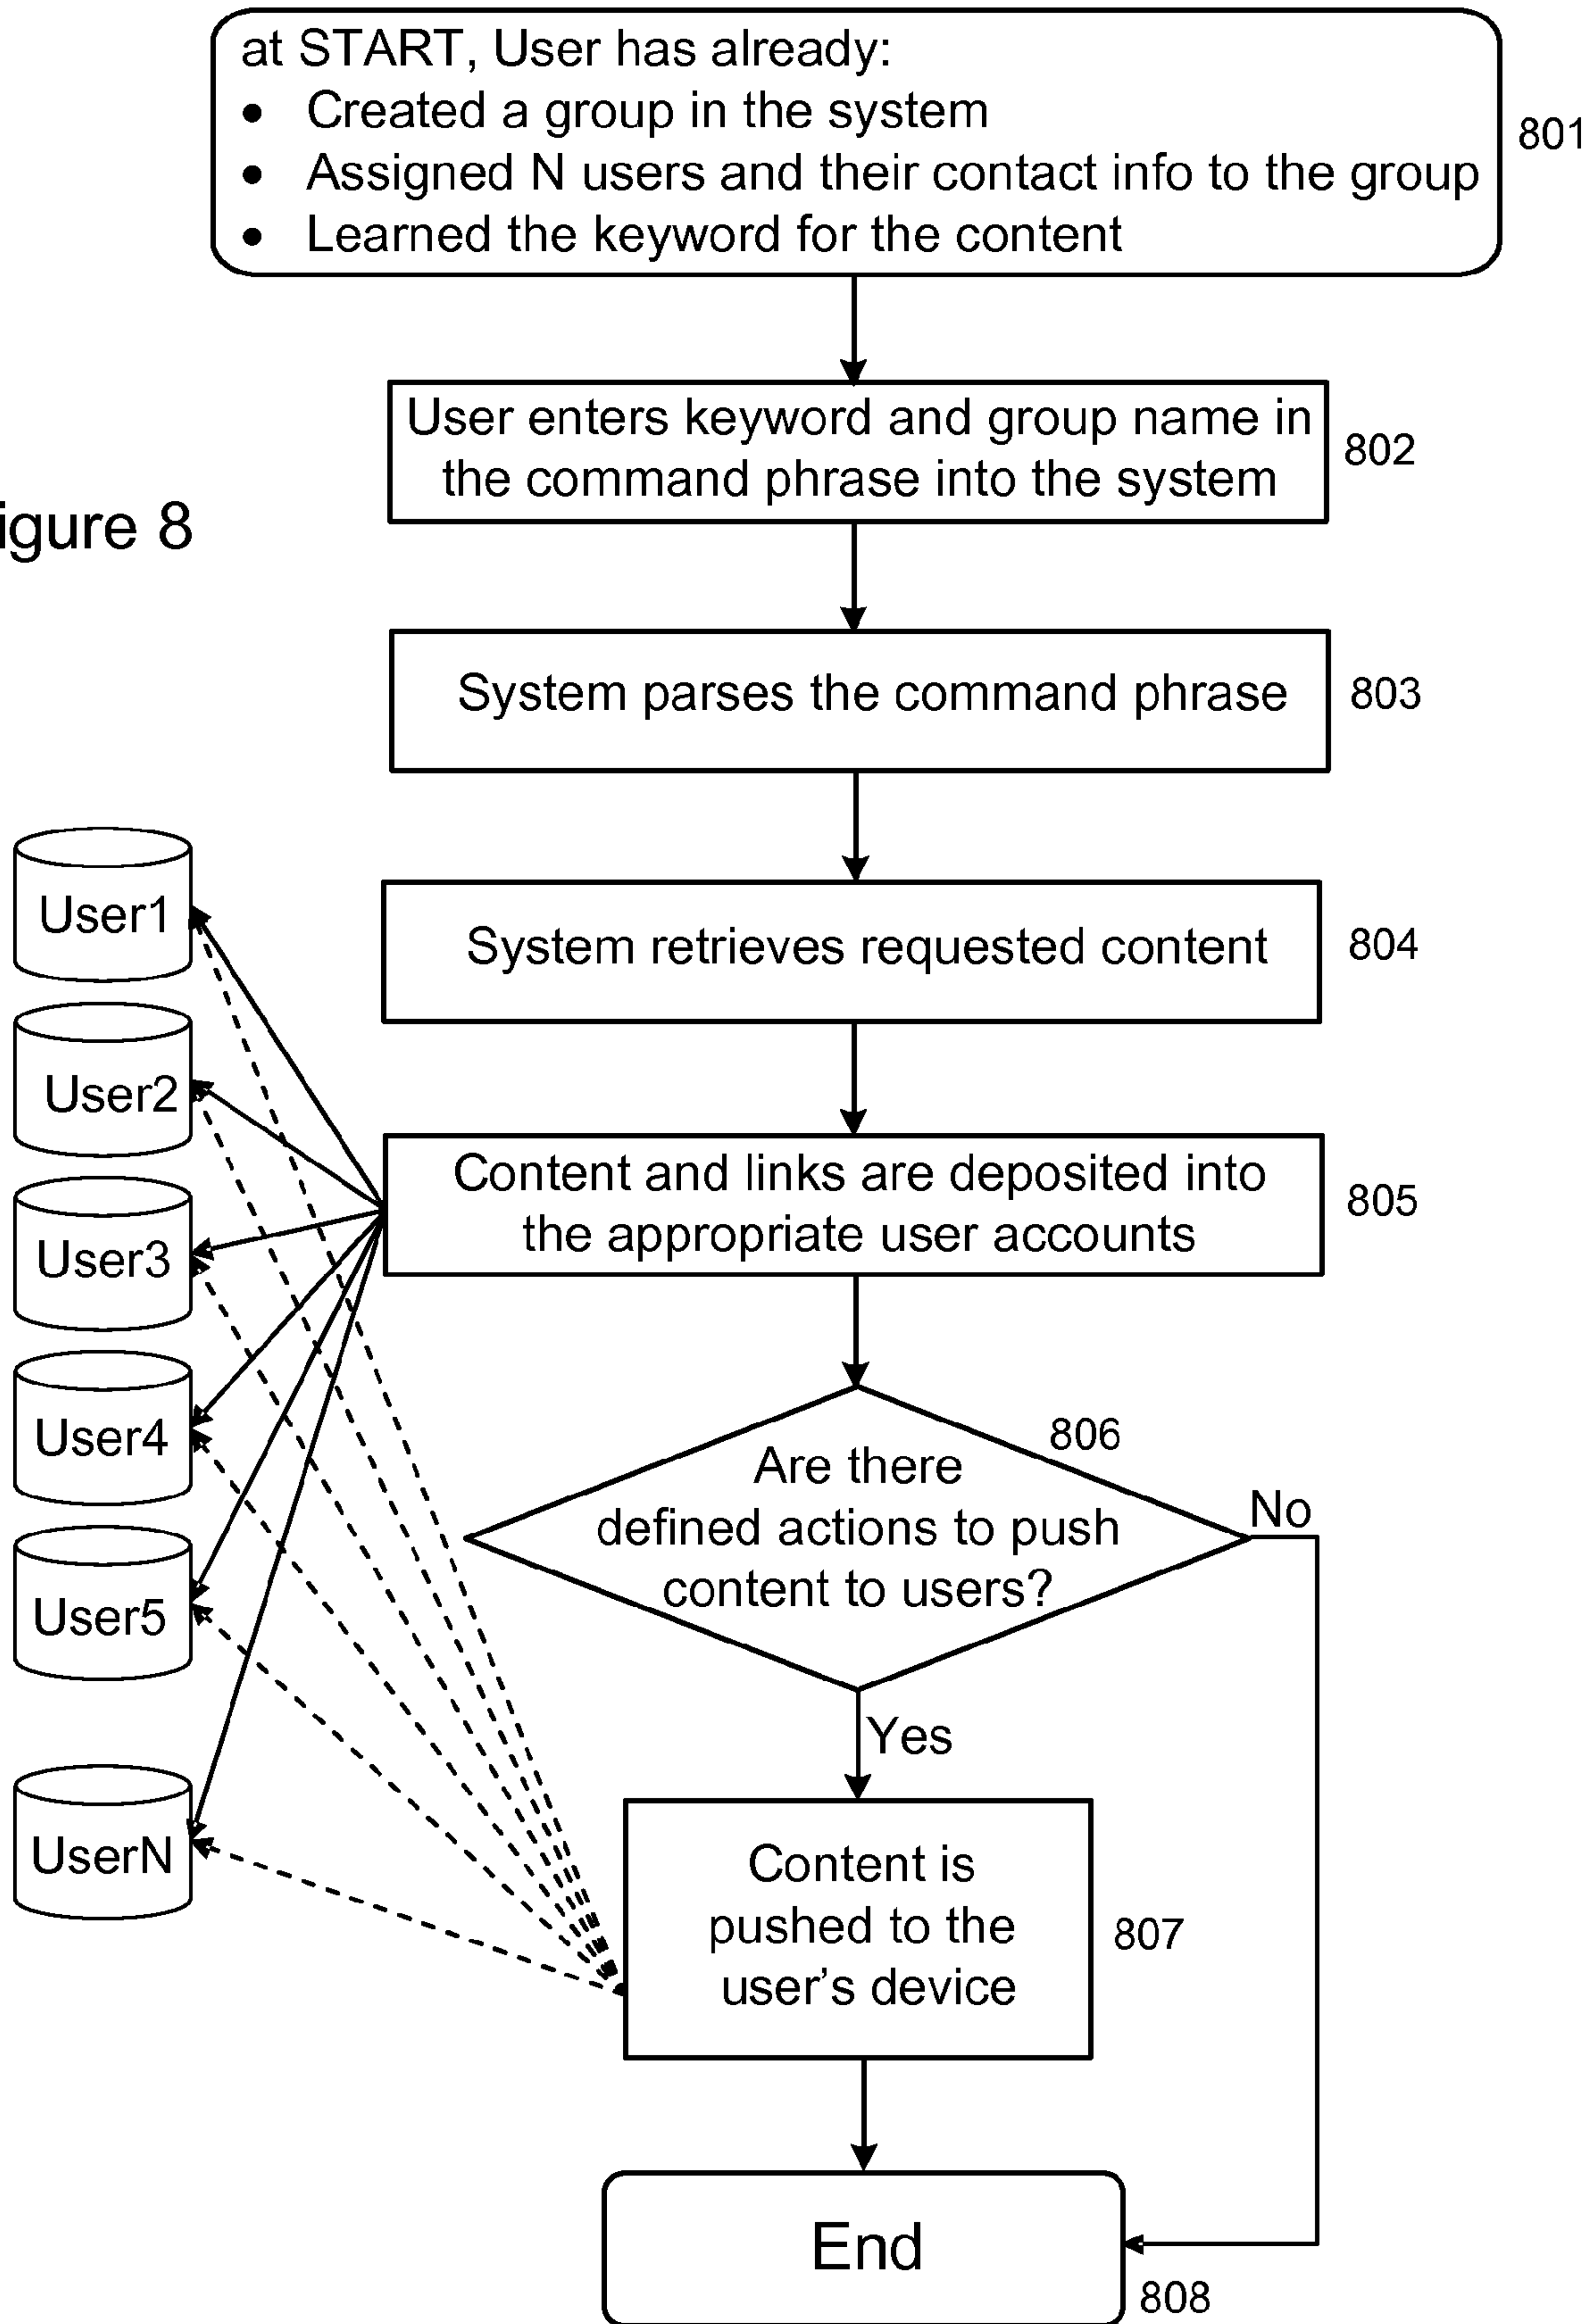 at START, User has already:
• Created a group in the system
• Assigned N users and their contact info to the group
• Learned the keyword for the content
801
User enters keyword and group name in
the command phrase into the system
802
igure 8
System parses the command phrase
803
User1
System retrieves requested content
804
User2
Content and links are deposited into
the appropriate user accounts
805
User3
User4
806
Are there
defined actions to push
content to users?
No
User5
Yes
UserN
Content is
pushed to the
user's device
807
End
808